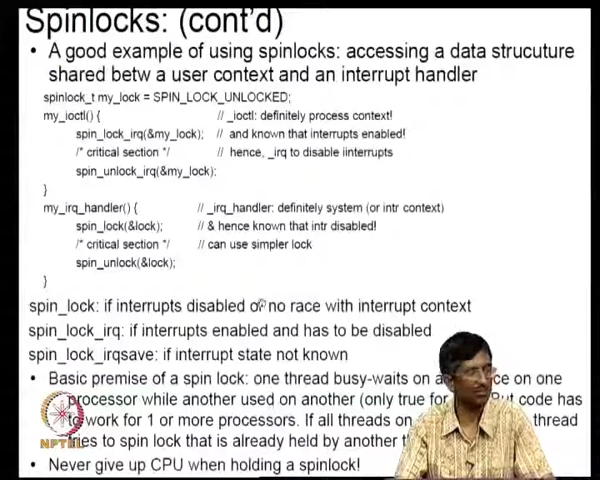 Spinlocks: (cont'd)
• A good example of using spinlocks: accessing a data strucuture
shared betw a user context and an interrupt handler
spinlock_t my_lock = SPIN_LOCK_UNLOCKED;
my_ioctl() { // _ioctl: definitely process context!
spin_lock_irq(&my_lock); // and known that interrupts enabled!
/* critical section */ // hence, _irq to disable iinterrupts
spin_unlock_irq(&my_lock);
}
my_irq_handler() { // _irq_handler: definitely system (or intr context)
spin_lock(&lock); // & hence known that intr disabled!
/* critical section */ // can use simpler lock
spin_unlock(&lock);
}
spin_lock: if interrupts disabled or no race with interrupt context
spin_lock_irq: if interrupts enabled and has to be disabled
spin_lock_irqsave: if interrupt state not known
• Basic premise of a spin lock: one thread busy-waits on a ce on one
processor while another used on another (only true for But code has
to work for 1 or more processors. If all threads on thread
tries to spin lock that is already held by another
• Never give up CPU when holding a spinlock!
NPTEL